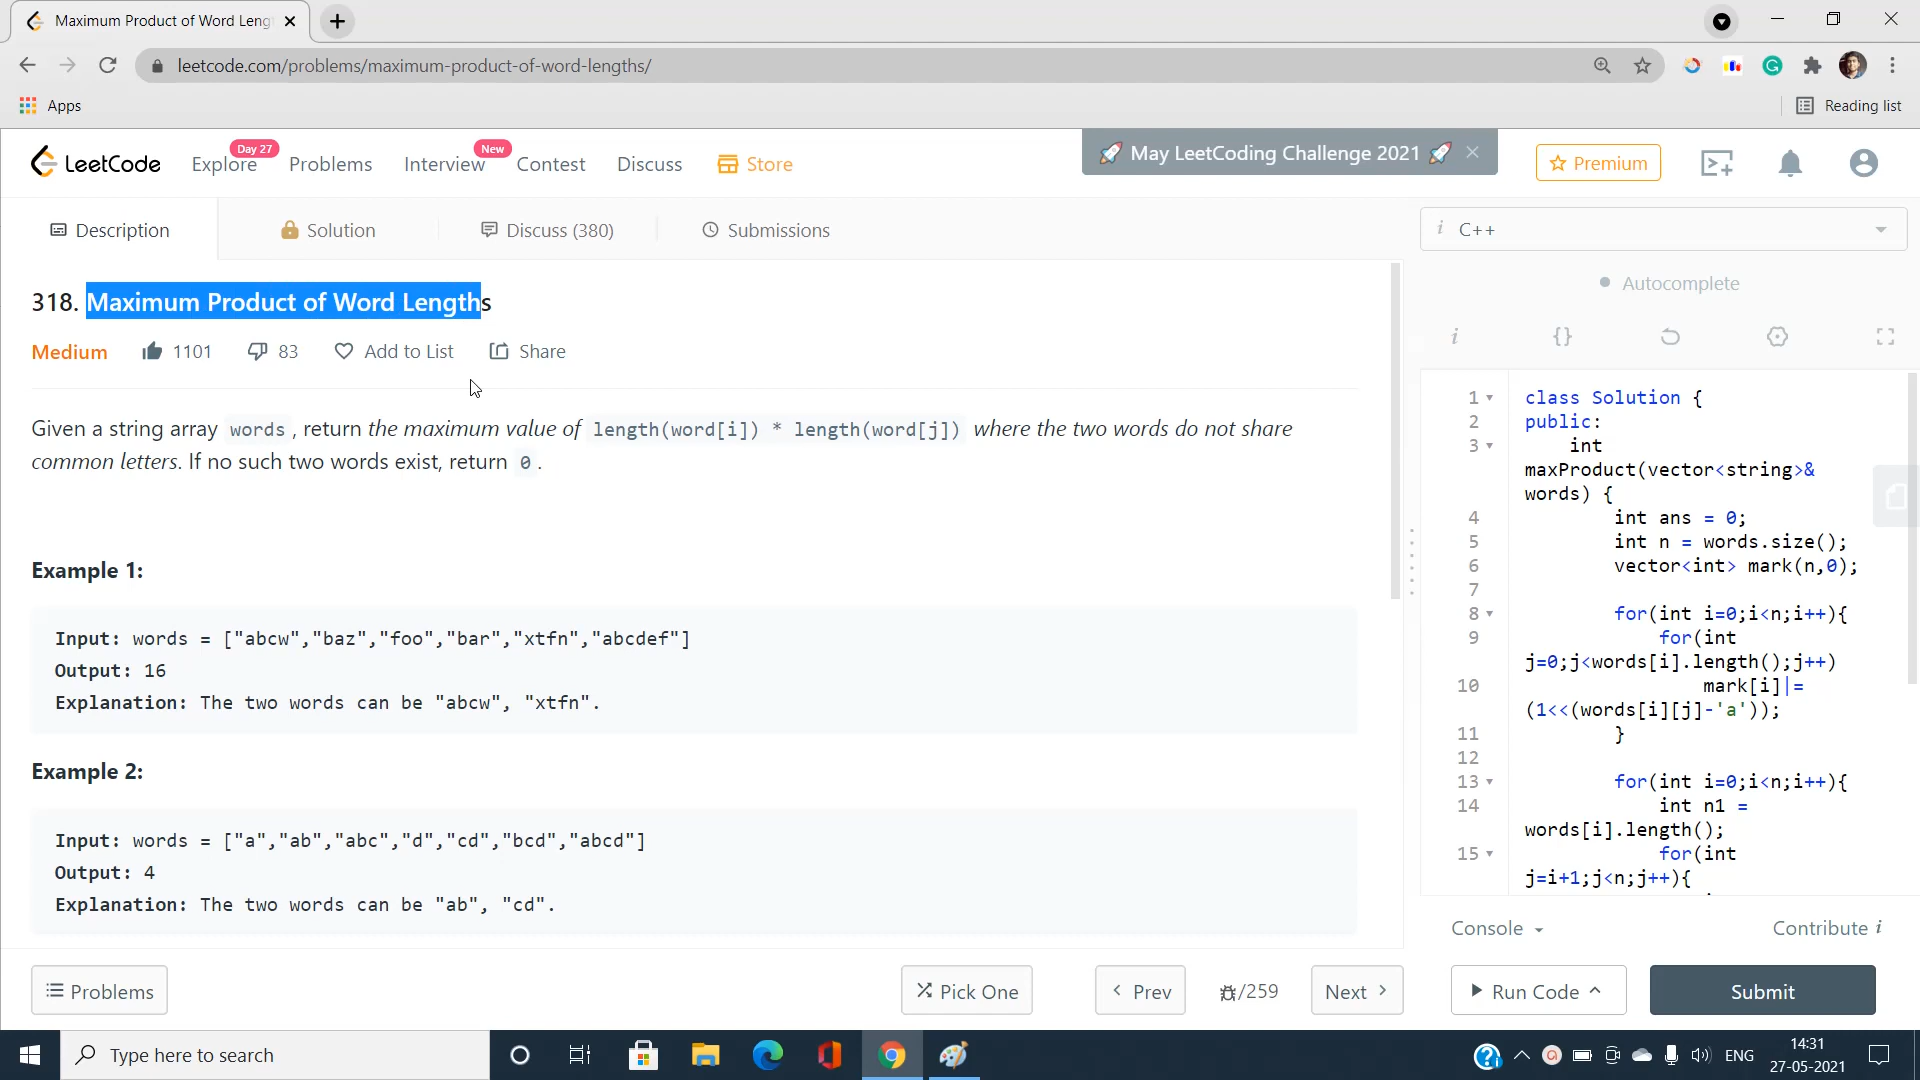 Maximum Product of Word Leng
leetcode.com/problems/maximum-product-of-word-lengths/
Apps
Reading list
LeetCode
Explore
Day 27
Problems
Interview
New
Contest
Discuss
Store
🚀 May LeetCoding Challenge 2021 🚀
Premium
Description
Solution
Discuss (380)
Submissions
C++
Autocomplete
318. Maximum Product of Word Lengths
Medium 1101 83 Add to List Share
Given a string array words, return the maximum value of length(word[i]) * length(word[j]) where the two words do not share
common letters. If no such two words exist, return 0.
Example 1:
Input: words = ["abcw","baz","foo","bar","xtfn","abcdef"]
Output: 16
Explanation: The two words can be "abcw", "xtfn".
Example 2:
Input: words = ["a","ab","abc","d","cd","bcd","abcd"]
Output: 4
Explanation: The two words can be "ab", "cd".
1 class Solution {
2 public:
3 int
maxProduct(vector<string>&
words) {
4 int ans = 0;
5 int n = words.size();
6 vector<int> mark(n,0);
7
8 for(int i=0;i<n;i++){
9 for(int
j=0;j<words[i].length();j++)
10 mark[i]|=
(1<<(words[i][j]-'a'));
11 }
12
13 for(int i=0;i<n;i++){
14 int n1 =
words[i].length();
15 for(int
j=i+1;j<n;j++){
Console
Contribute i
Problems
Pick One
Prev
/259
Next
Run Code
Submit
Type here to search
ENG
14:31
27-05-2021